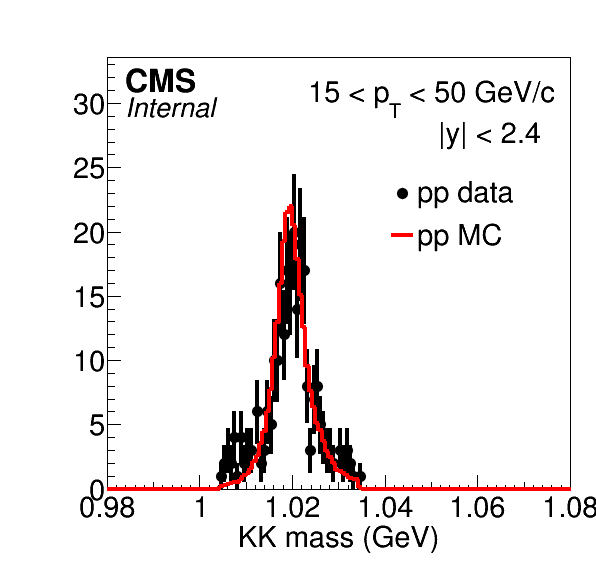 CMS
Internal
15 < p_T < 50 GeV/c
|y| < 2.4
pp data
pp MC
30
25
20
15
10
5
0
0.98 1 1.02 1.04 1.06 1.08
KK mass (GeV)